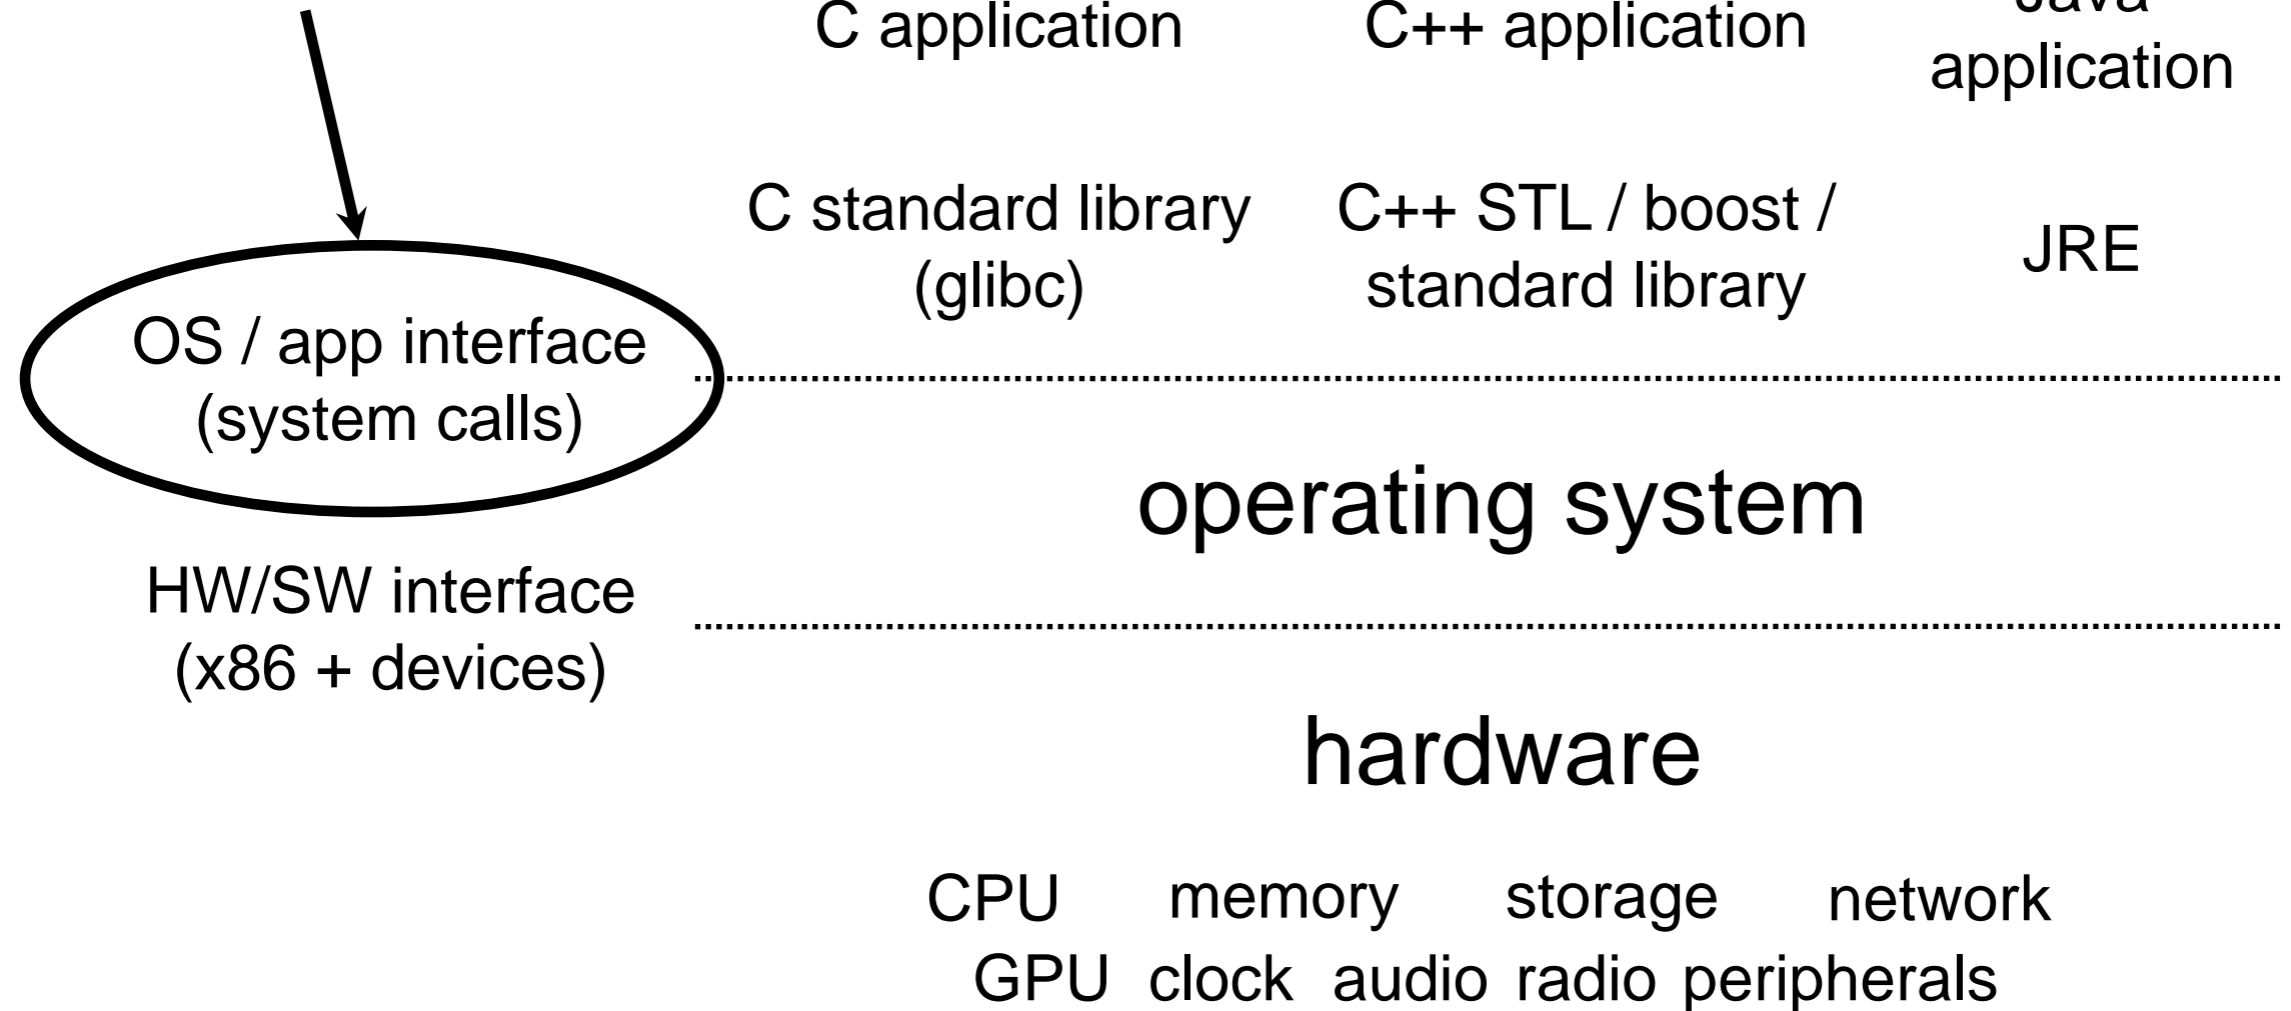 C application
C++ application
Java
application
C standard library
(glibc)
C++ STL / boost /
standard library
JRE
OS / app interface
(system calls)
operating system
HW/SW interface
(x86 + devices)
hardware
CPU memory storage network
GPU clock audio radio peripherals